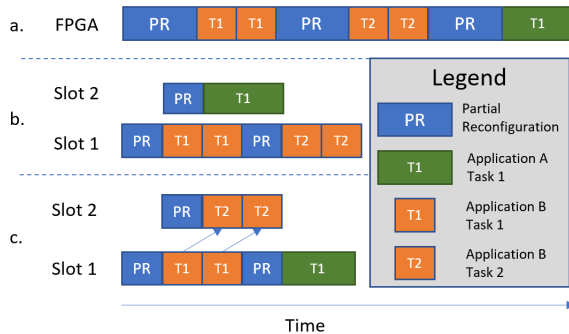 a. FPGA PR T1 T1 PR T2 T2 PR T1
Slot 2 PR T1
b.
Slot 1 PR T1 T1 PR T2 T2
Slot 2 PR T2 T2
c.
Slot 1 PR T1 T1 PR T1
Time
Legend
PR Partial
Reconfiguration
T1 Application A
Task 1
T1 Application B
Task 1
T2 Application B
Task 2